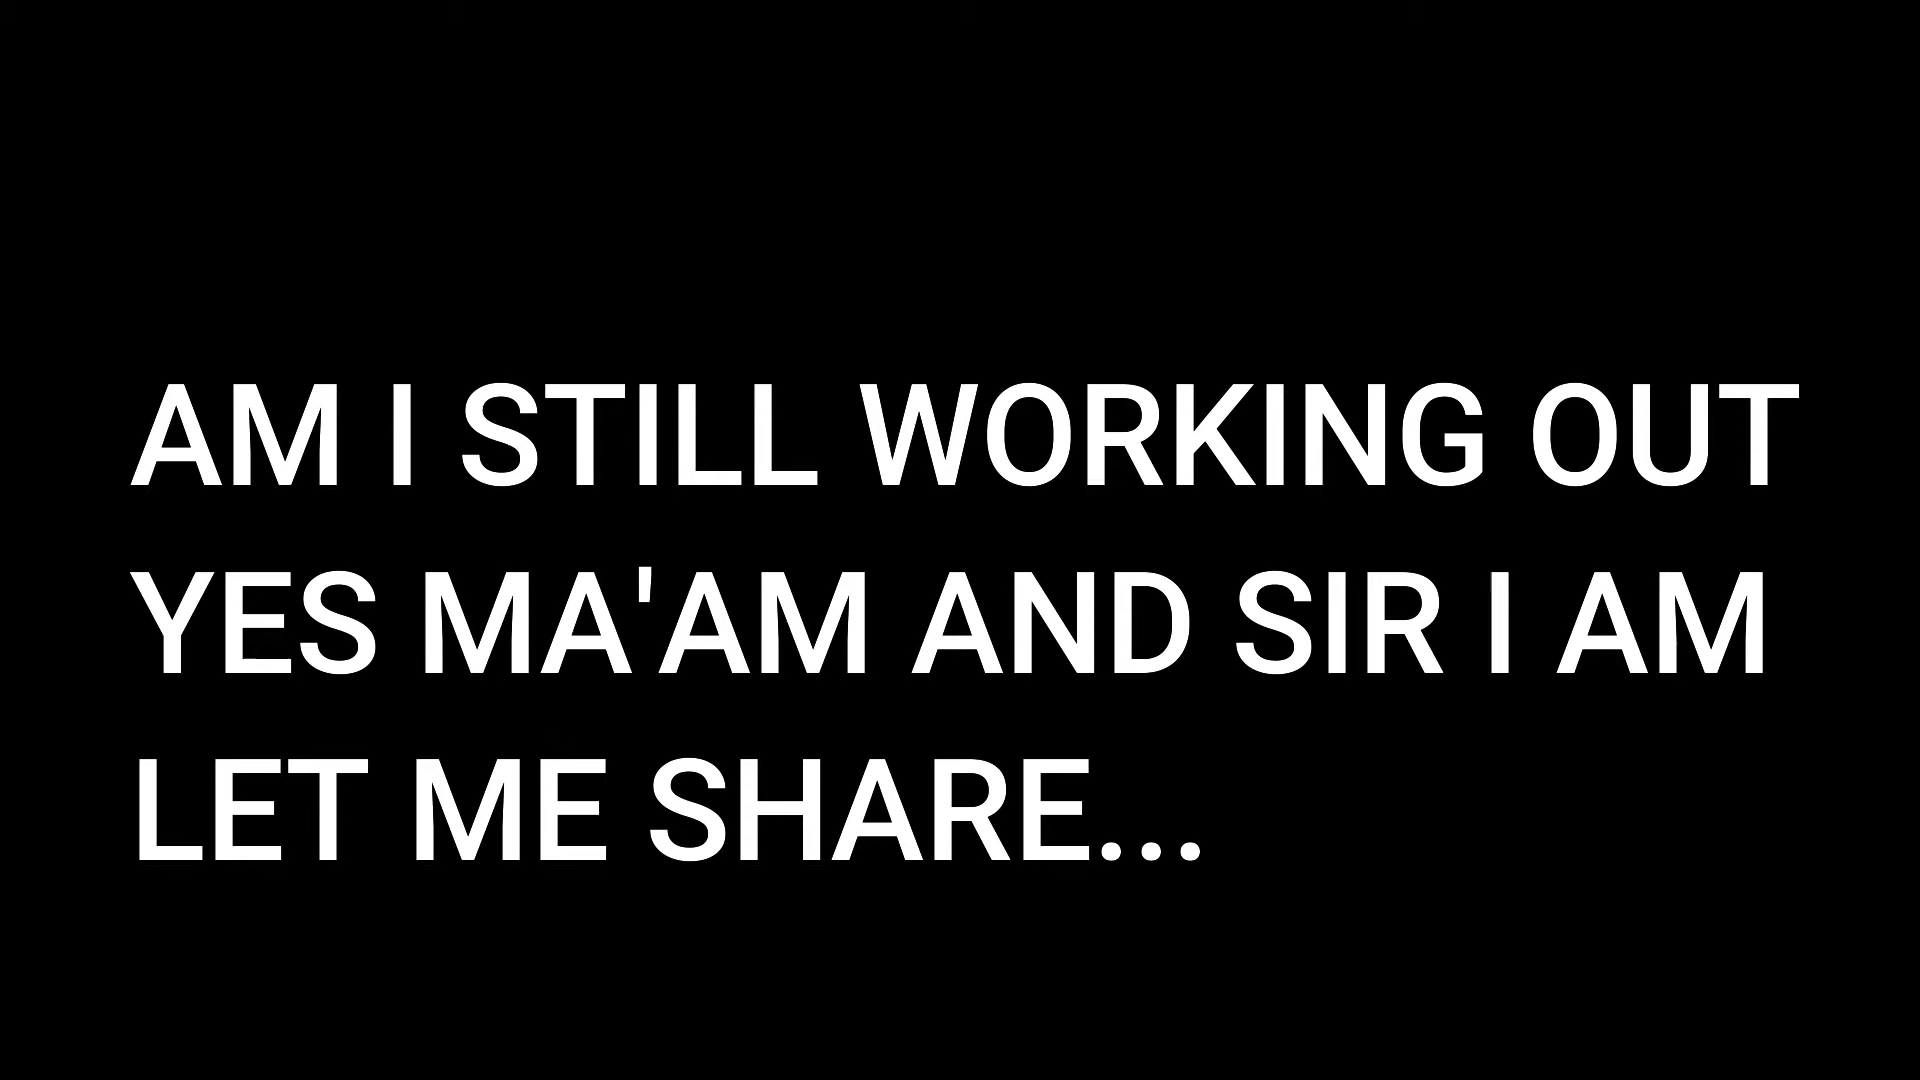 AM I STILL WORKING OUT
YES MA'AM AND SIR I AM
LET ME SHARE...